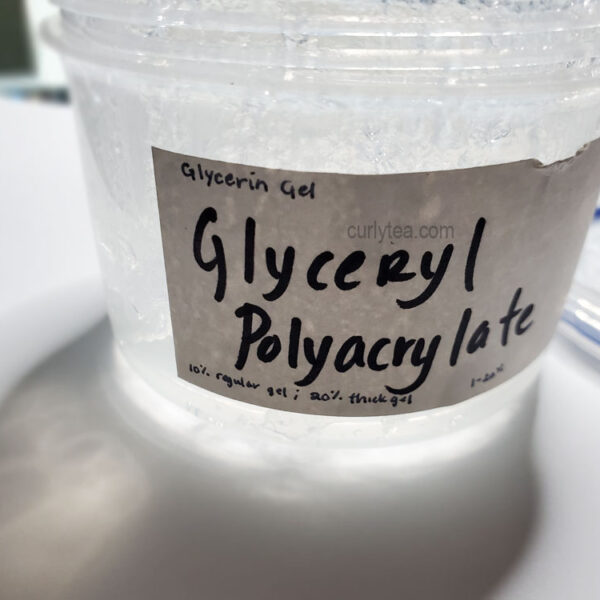 Glycerin Gel
curlytea.com
Glyceryl
Polyacrylate
10% regular gel ; 20% thick gel
1-20%